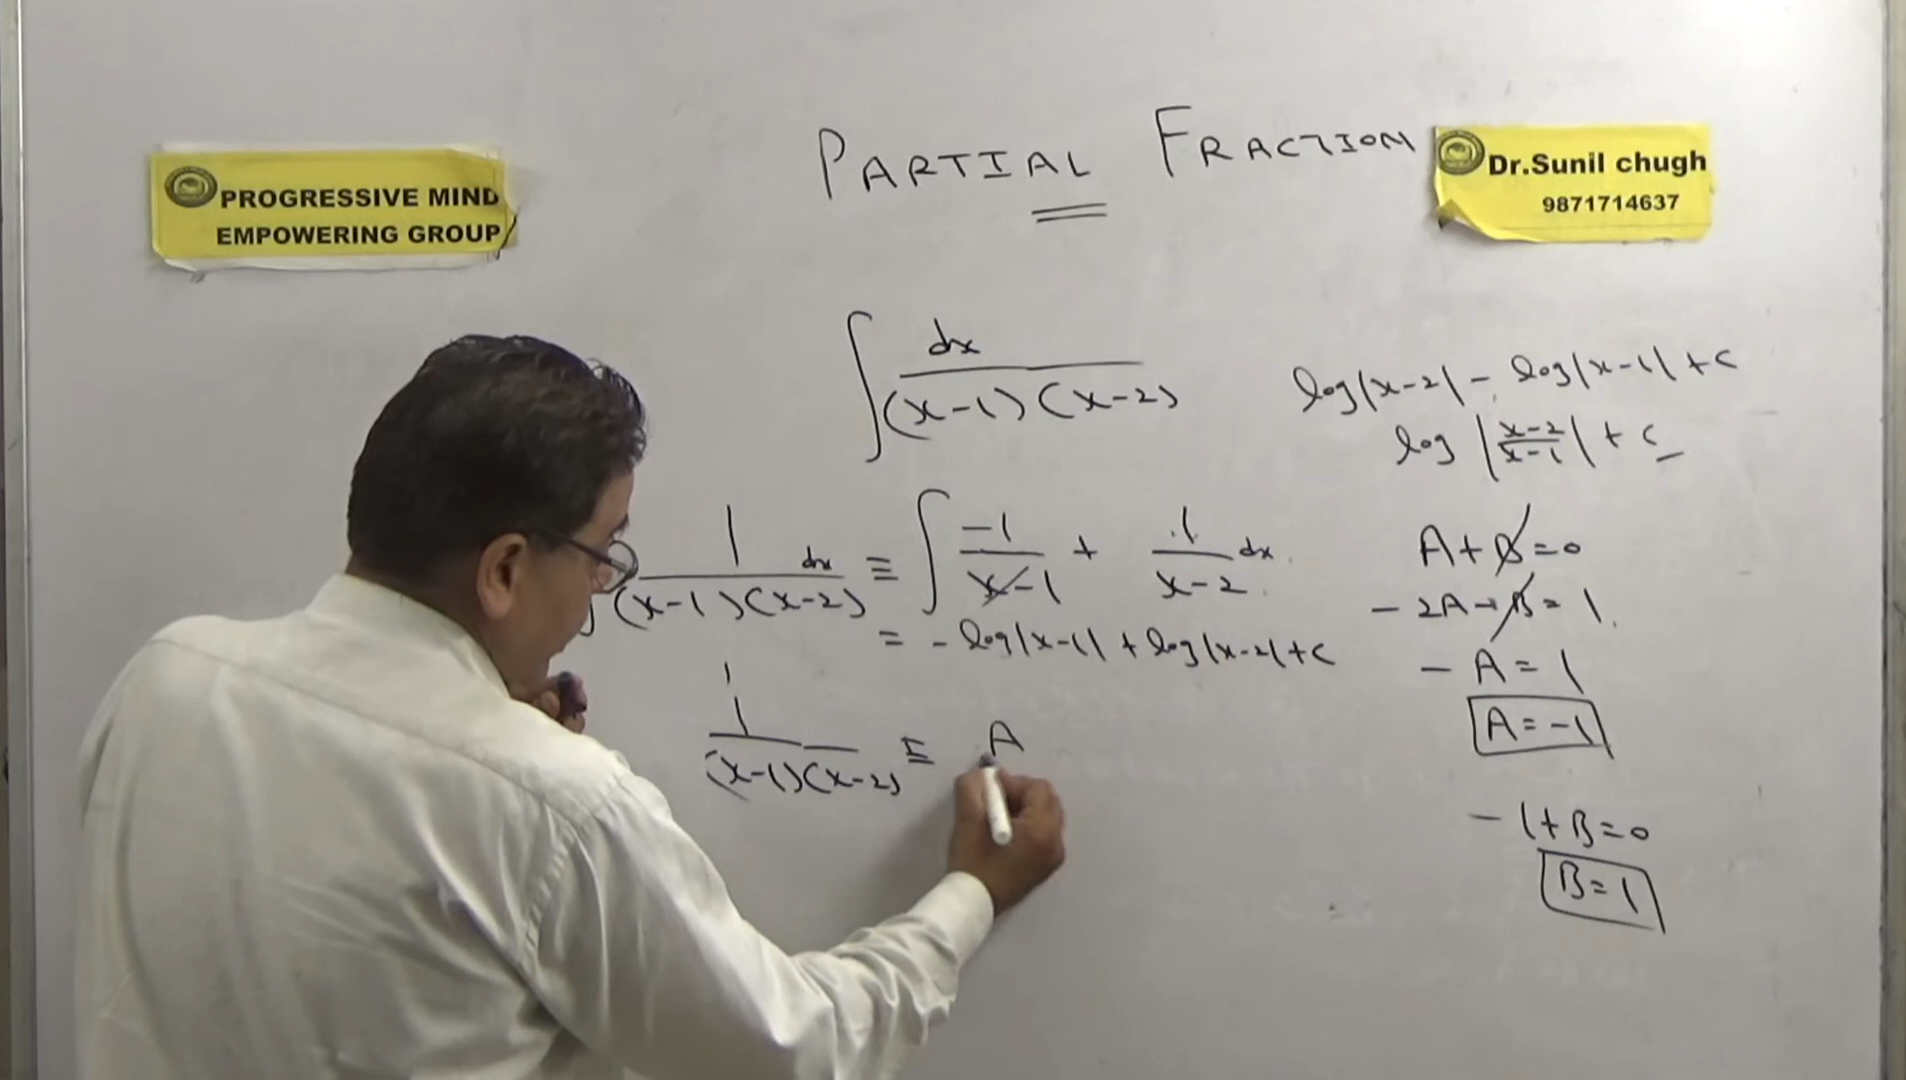 PARTIAL FRACTION
PROGRESSIVE MIND
EMPOWERING GROUP
Dr.Sunil chugh
9871714637
∫ dx / (x-1)(x-2)
log|x-2| - log|x-1| + c
log |x-2 / x-1| + c
∫ 1 / (x-1)(x-2) dx ≡ ∫ -1 / x-1 + 1 / x-2 dx
= - log|x-1| + log|x-2| + c
1 / (x-1)(x-2) ≡ A
A + B = 0
- 2A - B = 1
- A = 1
A = -1
- 1 + B = 0
B = 1